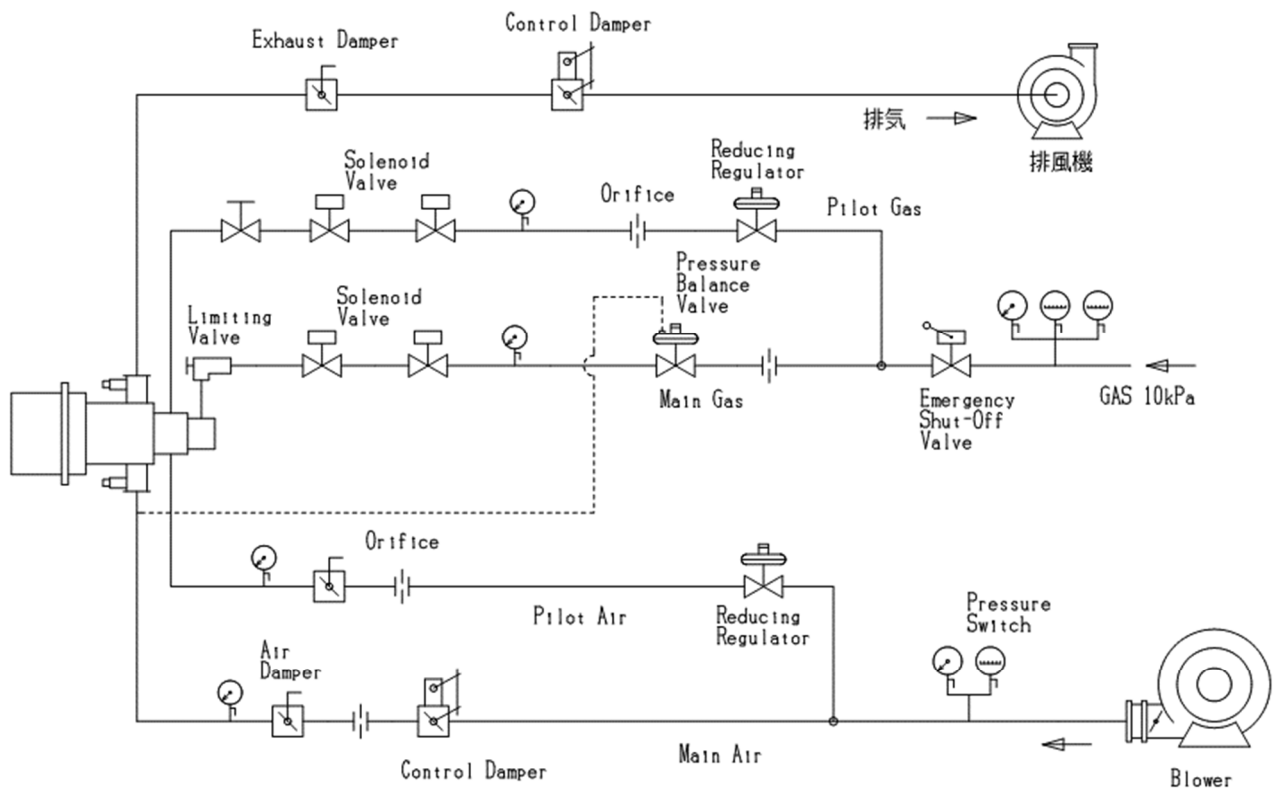 Control Damper
Exhaust Damper
排気
排風機
Solenoid
Valve
Orifice
Reducing
Regulator
Pilot Gas
Pressure
Balance
Valve
Limiting
Valve
Solenoid
Valve
Main Gas
Emergency
Shut-Off
Valve
GAS 10kPa
Orifice
Pilot Air
Reducing
Regulator
Pressure
Switch
Air
Damper
Control Damper
Main Air
Blower